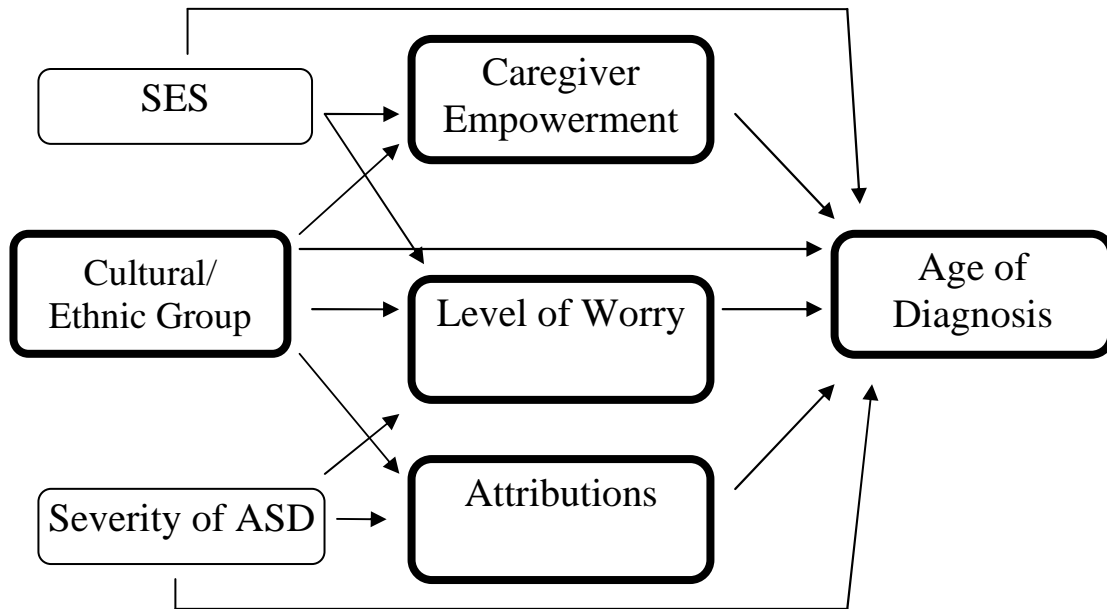 SES
Caregiver
Empowerment
Cultural/
Ethnic Group
Level of Worry
Age of
Diagnosis
Severity of ASD
Attributions